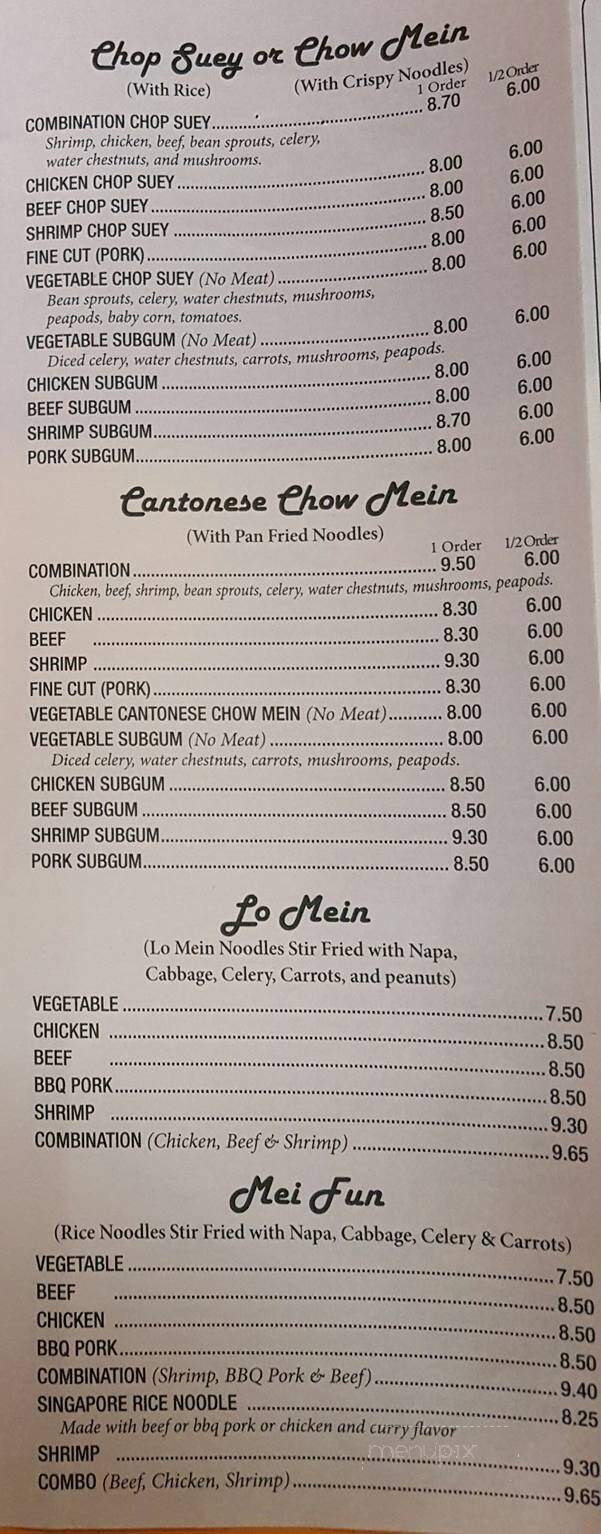 Chop Suey or Chow Mein
(With Rice) (With Crispy Noodles)
1 Order 1/2 Order
COMBINATION CHOP SUEY 8.70 6.00
Shrimp, chicken, beef, bean sprouts, celery,
water chestnuts, and mushrooms.
CHICKEN CHOP SUEY 8.00 6.00
BEEF CHOP SUEY 8.00 6.00
SHRIMP CHOP SUEY 8.50 6.00
FINE CUT (PORK) 8.00 6.00
VEGETABLE CHOP SUEY (No Meat) 8.00 6.00
Bean sprouts, celery, water chestnuts, mushrooms,
peapods, baby corn, tomatoes.
VEGETABLE SUBGUM (No Meat) 8.00 6.00
Diced celery, water chestnuts, carrots, mushrooms, peapods.
CHICKEN SUBGUM 8.00 6.00
BEEF SUBGUM 8.00 6.00
SHRIMP SUBGUM 8.70 6.00
PORK SUBGUM 8.00 6.00
Cantonese Chow Mein
(With Pan Fried Noodles)
1 Order 1/2 Order
COMBINATION 9.50 6.00
Chicken, beef, shrimp, bean sprouts, celery, water chestnuts, mushrooms, peapods.
CHICKEN 8.30 6.00
BEEF 8.30 6.00
SHRIMP 9.30 6.00
FINE CUT (PORK) 8.30 6.00
VEGETABLE CANTONESE CHOW MEIN (No Meat) 8.00 6.00
VEGETABLE SUBGUM (No Meat) 8.00 6.00
Diced celery, water chestnuts, carrots, mushrooms, peapods.
CHICKEN SUBGUM 8.50 6.00
BEEF SUBGUM 8.50 6.00
SHRIMP SUBGUM 9.30 6.00
PORK SUBGUM 8.50 6.00
Lo Mein
(Lo Mein Noodles Stir Fried with Napa,
Cabbage, Celery, Carrots, and peanuts)
VEGETABLE 7.50
CHICKEN 8.50
BEEF 8.50
BBQ PORK 8.50
SHRIMP 9.30
COMBINATION (Chicken, Beef & Shrimp) 9.65
Mei Fun
(Rice Noodles Stir Fried with Napa, Cabbage, Celery & Carrots)
VEGETABLE 7.50
BEEF 8.50
CHICKEN 8.50
BBQ PORK 8.50
COMBINATION (Shrimp, BBQ Pork & Beef) 9.40
SINGAPORE RICE NOODLE 8.25
Made with beef or bbq pork or chicken and curry flavor
menupix
SHRIMP 9.30
COMBO (Beef, Chicken, Shrimp) 9.65